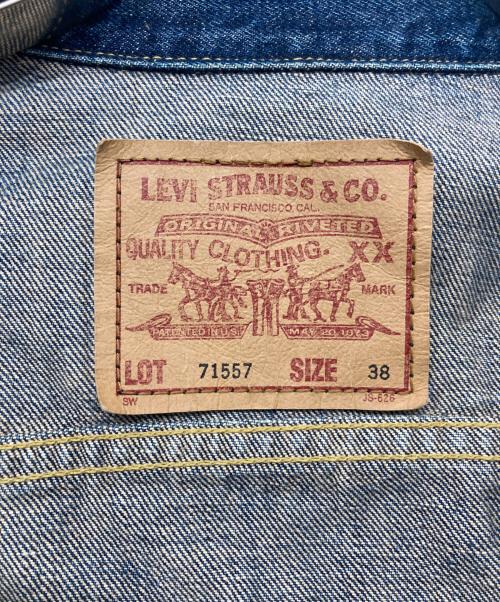 LEVI STRAUSS & CO.
SAN FRANCISCO, CAL.
ORIGINAL RIVETED
QUALITY CLOTHING. XX
TRADE MARK
PATENTED IN U.S. MAY 20, 1873
LOT 71557 SIZE 38
SW JS-626